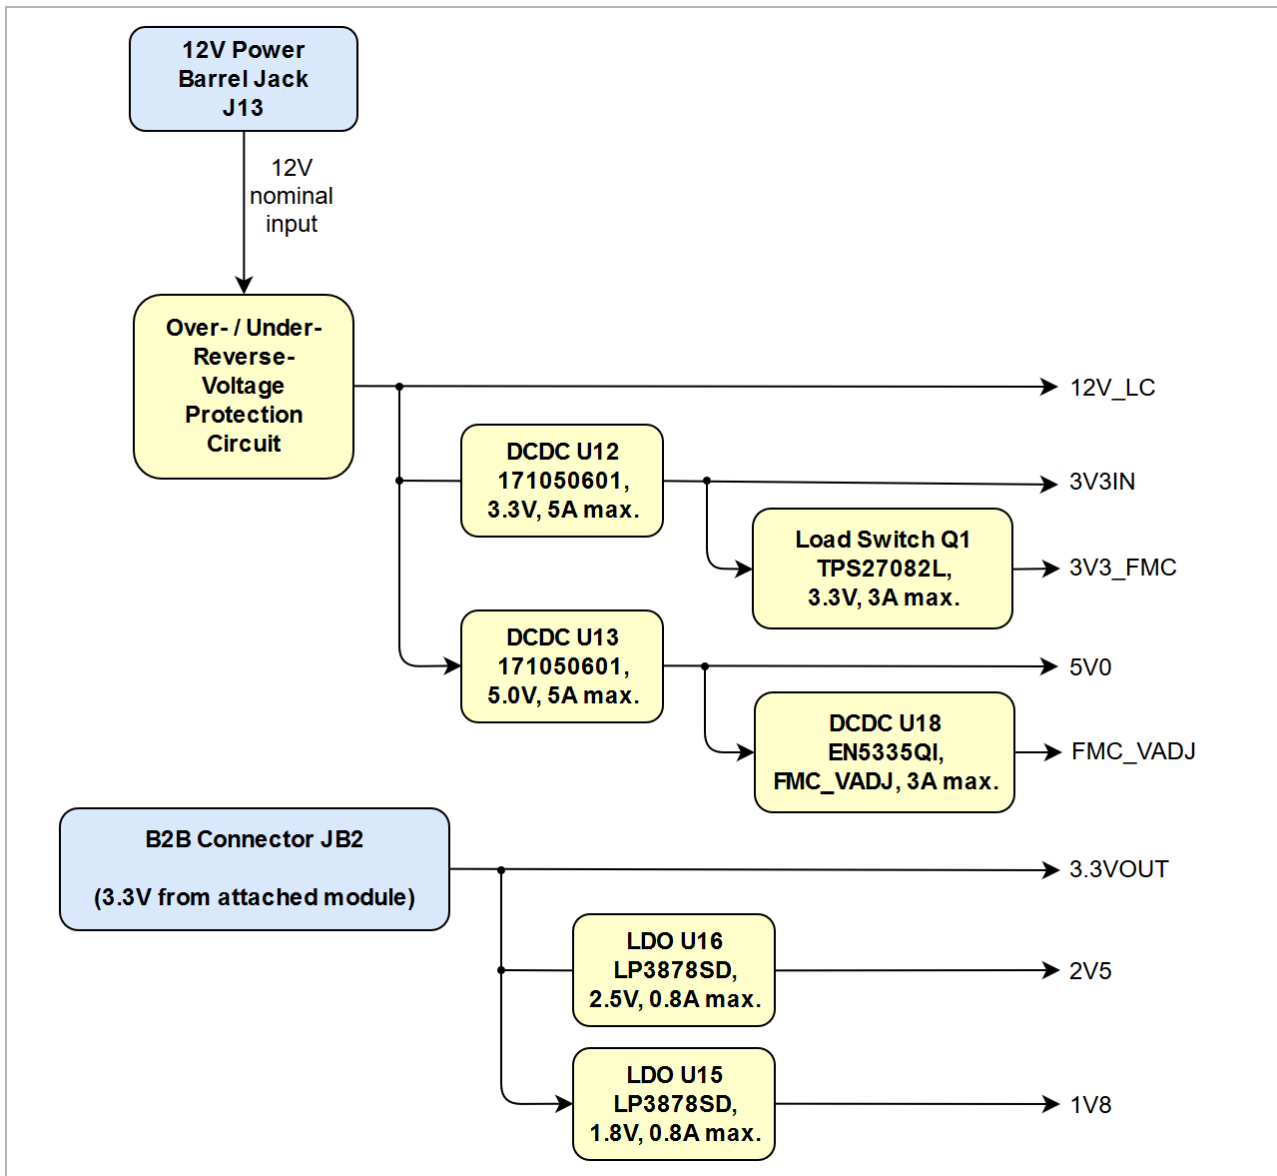 12V Power
Barrel Jack
J13
12V
nominal
input
Over- / Under-
Reverse-
Voltage
Protection
Circuit
12V_LC
DCDC U12
171050601,
3.3V, 5A max.
3V3IN
Load Switch Q1
TPS27082L,
3.3V, 3A max.
3V3_FMC
DCDC U13
171050601,
5.0V, 5A max.
5V0
DCDC U18
EN5335QI,
FMC_VADJ, 3A max.
FMC_VADJ
B2B Connector JB2
(3.3V from attached module)
3.3VOUT
LDO U16
LP3878SD,
2.5V, 0.8A max.
2V5
LDO U15
LP3878SD,
1.8V, 0.8A max.
1V8